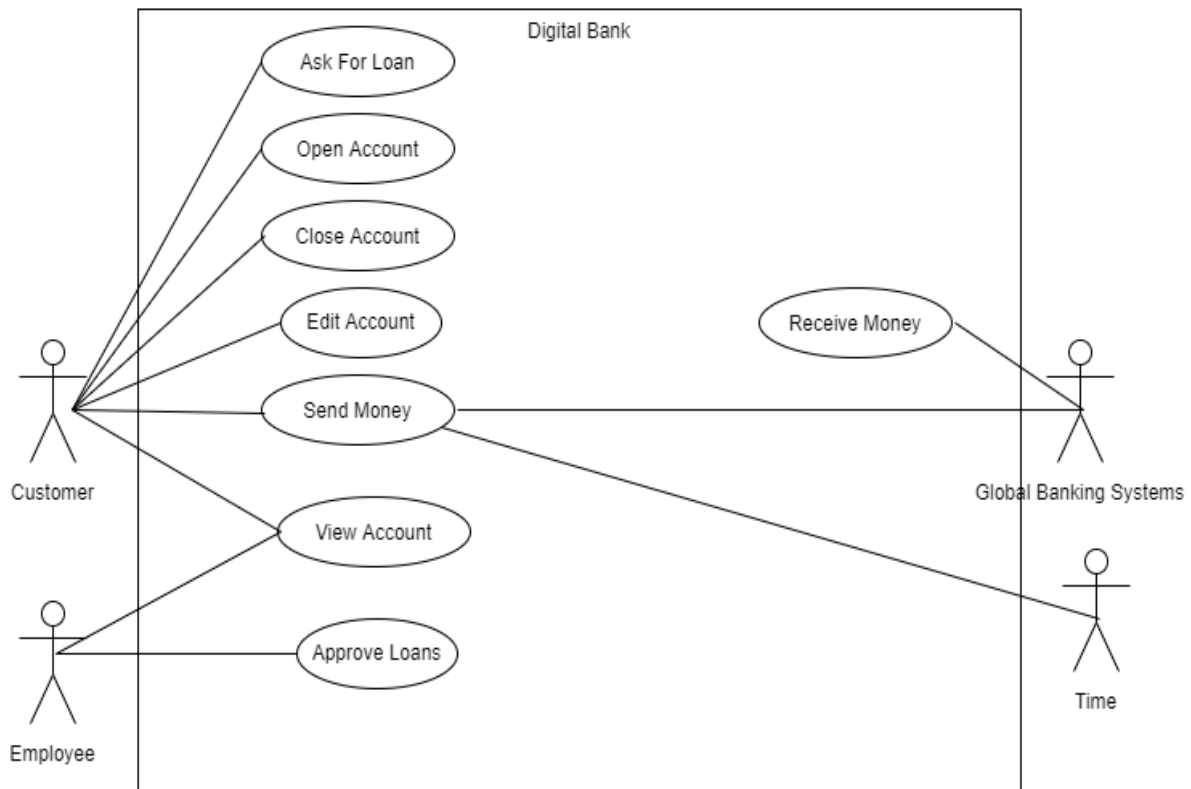 Digital Bank
Ask For Loan
Open Account
Close Account
Edit Account
Receive Money
Send Money
Customer
Global Banking Systems
View Account
Approve Loans
Time
Employee